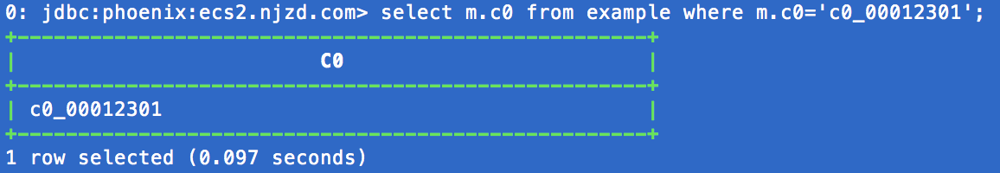 0: jdbc:phoenix:ecs2.njzd.com> select m.c0 from example where m.c0='c0_00012301';
+----------------------------------------------------+
| C0 |
+----------------------------------------------------+
| c0_00012301 |
+----------------------------------------------------+
1 row selected (0.097 seconds)